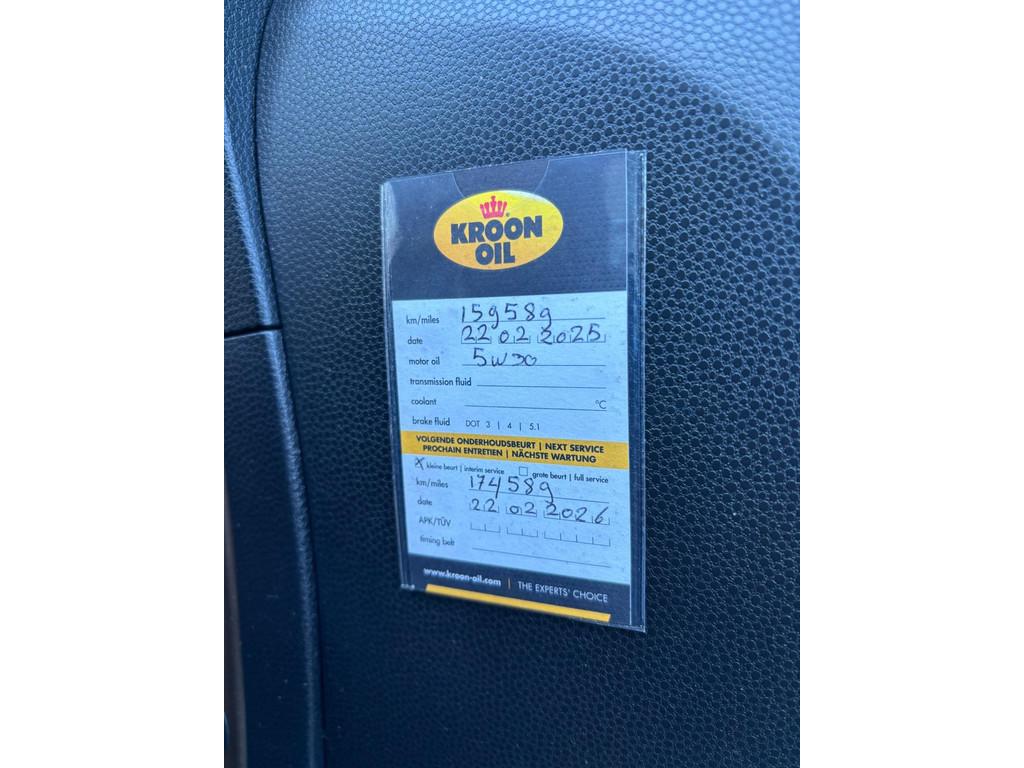 KROON
OIL
km/miles 159589
date 22 02 2025
motor oil 5w30
transmission fluid
coolant °C
brake fluid DOT 3 | 4 | 5.1
VOLGENDE ONDERHOUDSBEURT | NEXT SERVICE
PROCHAIN ENTRETIEN | NÄCHSTE WARTUNG
X kleine beurt | interim service grote beurt | full service
km/miles 174589
date 22 02 2026
APK/TÜV
timing belt
www.kroon-oil.com | THE EXPERTS' CHOICE